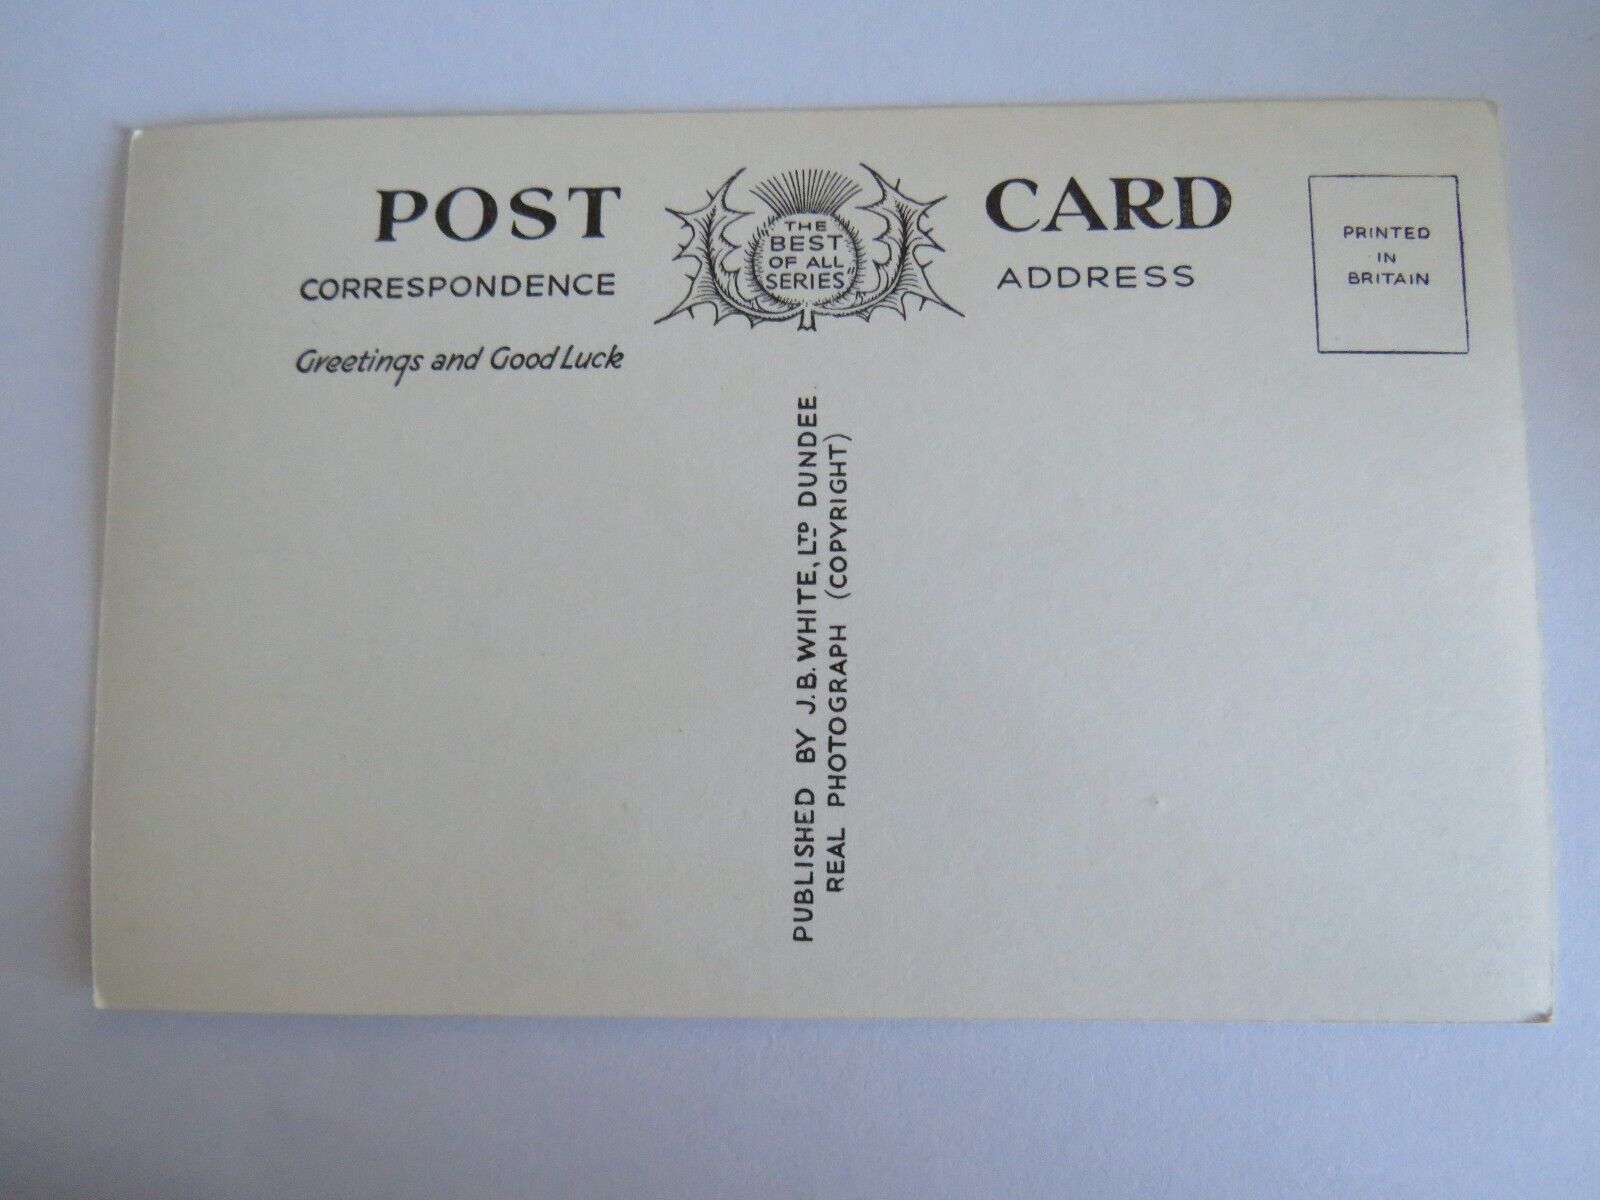 POST CARD
CORRESPONDENCE
ADDRESS
THE
BEST
OF ALL
SERIES
PRINTED
IN
BRITAIN
Greetings and Good Luck
PUBLISHED BY J.B. WHITE, LTD DUNDEE
REAL PHOTOGRAPH (COPYRIGHT)